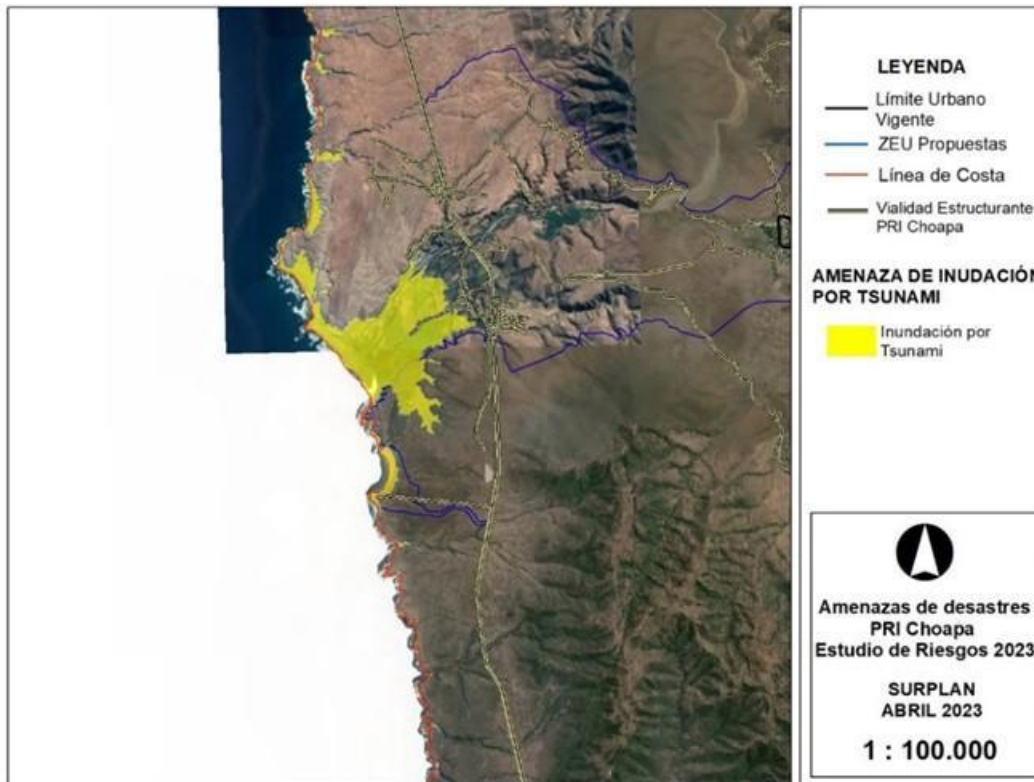 LEYENDA
Límite Urbano
Vigente
ZEU Propuestas
Línea de Costa
Vialidad Estructurante
PRI Choapa
AMENAZA DE INUDACIÓN
POR TSUNAMI
Inundación por
Tsunami
Amenazas de desastres
PRI Choapa
Estudio de Riesgos 2023
SURPLAN
ABRIL 2023
1 : 100.000